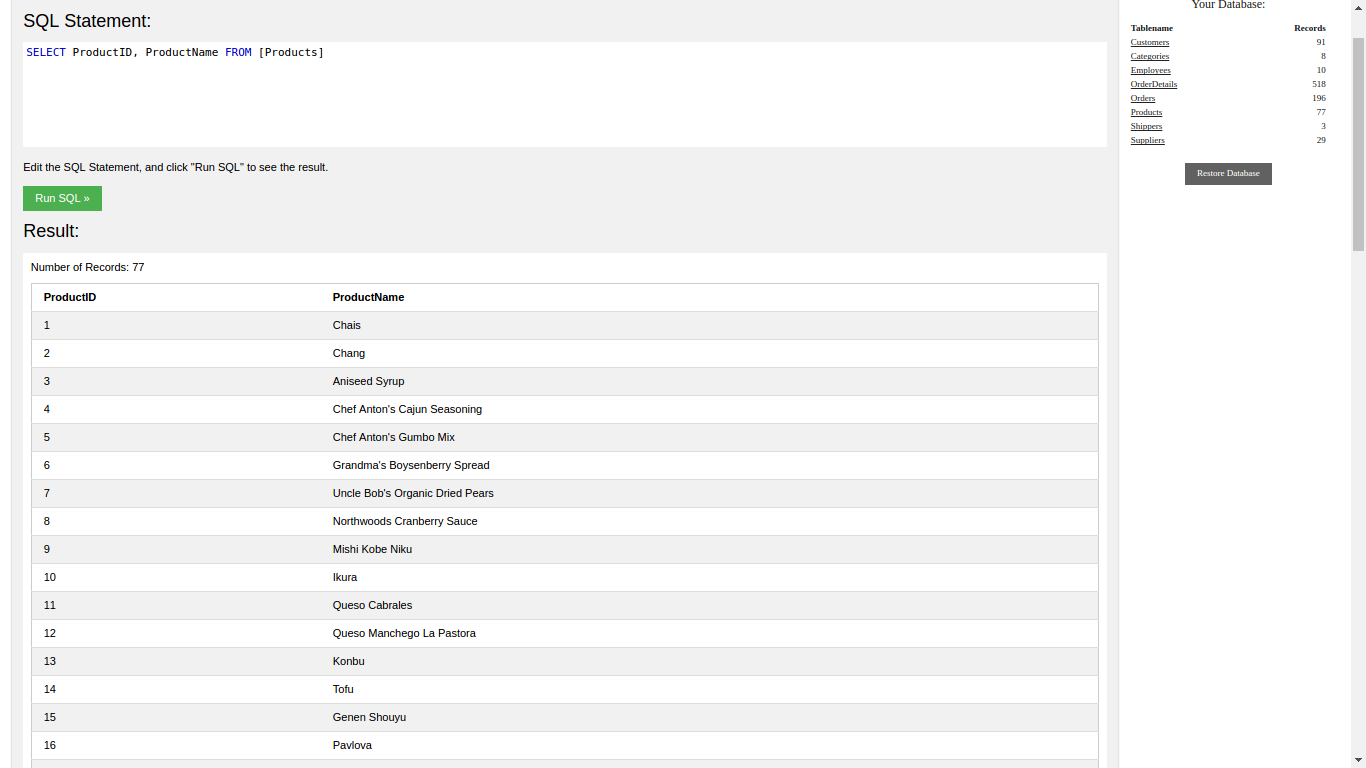 SQL Statement:
SELECT ProductID, ProductName FROM [Products]
Edit the SQL Statement, and click "Run SQL" to see the result.
Run SQL »
Result:
Number of Records: 77
ProductID ProductName
1 Chais
2 Chang
3 Aniseed Syrup
4 Chef Anton's Cajun Seasoning
5 Chef Anton's Gumbo Mix
6 Grandma's Boysenberry Spread
7 Uncle Bob's Organic Dried Pears
8 Northwoods Cranberry Sauce
9 Mishi Kobe Niku
10 Ikura
11 Queso Cabrales
12 Queso Manchego La Pastora
13 Konbu
14 Tofu
15 Genen Shouyu
16 Pavlova
Your Database:
Tablename Records
Customers 91
Categories 8
Employees 10
OrderDetails 518
Orders 196
Products 77
Shippers 3
Suppliers 29
Restore Database